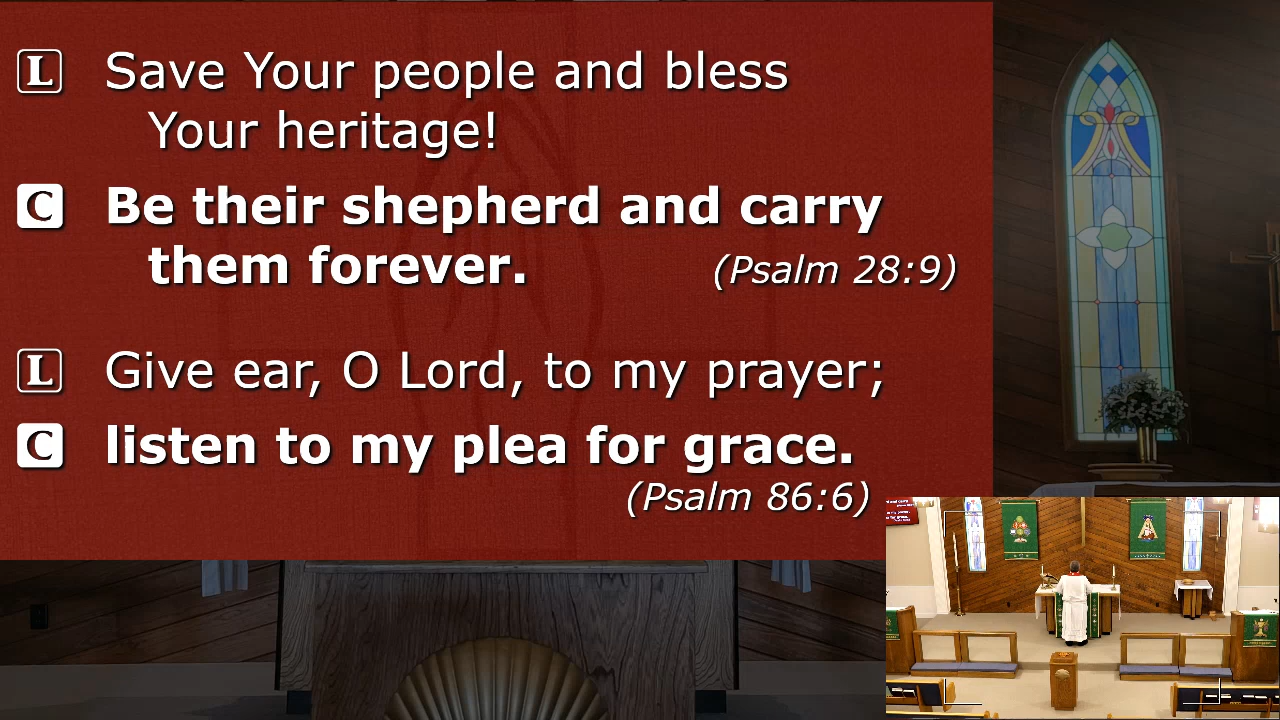 L Save Your people and bless
Your heritage!
C Be their shepherd and carry
them forever. (Psalm 28:9)
L Give ear, O Lord, to my prayer;
C listen to my plea for grace.
(Psalm 86:6)